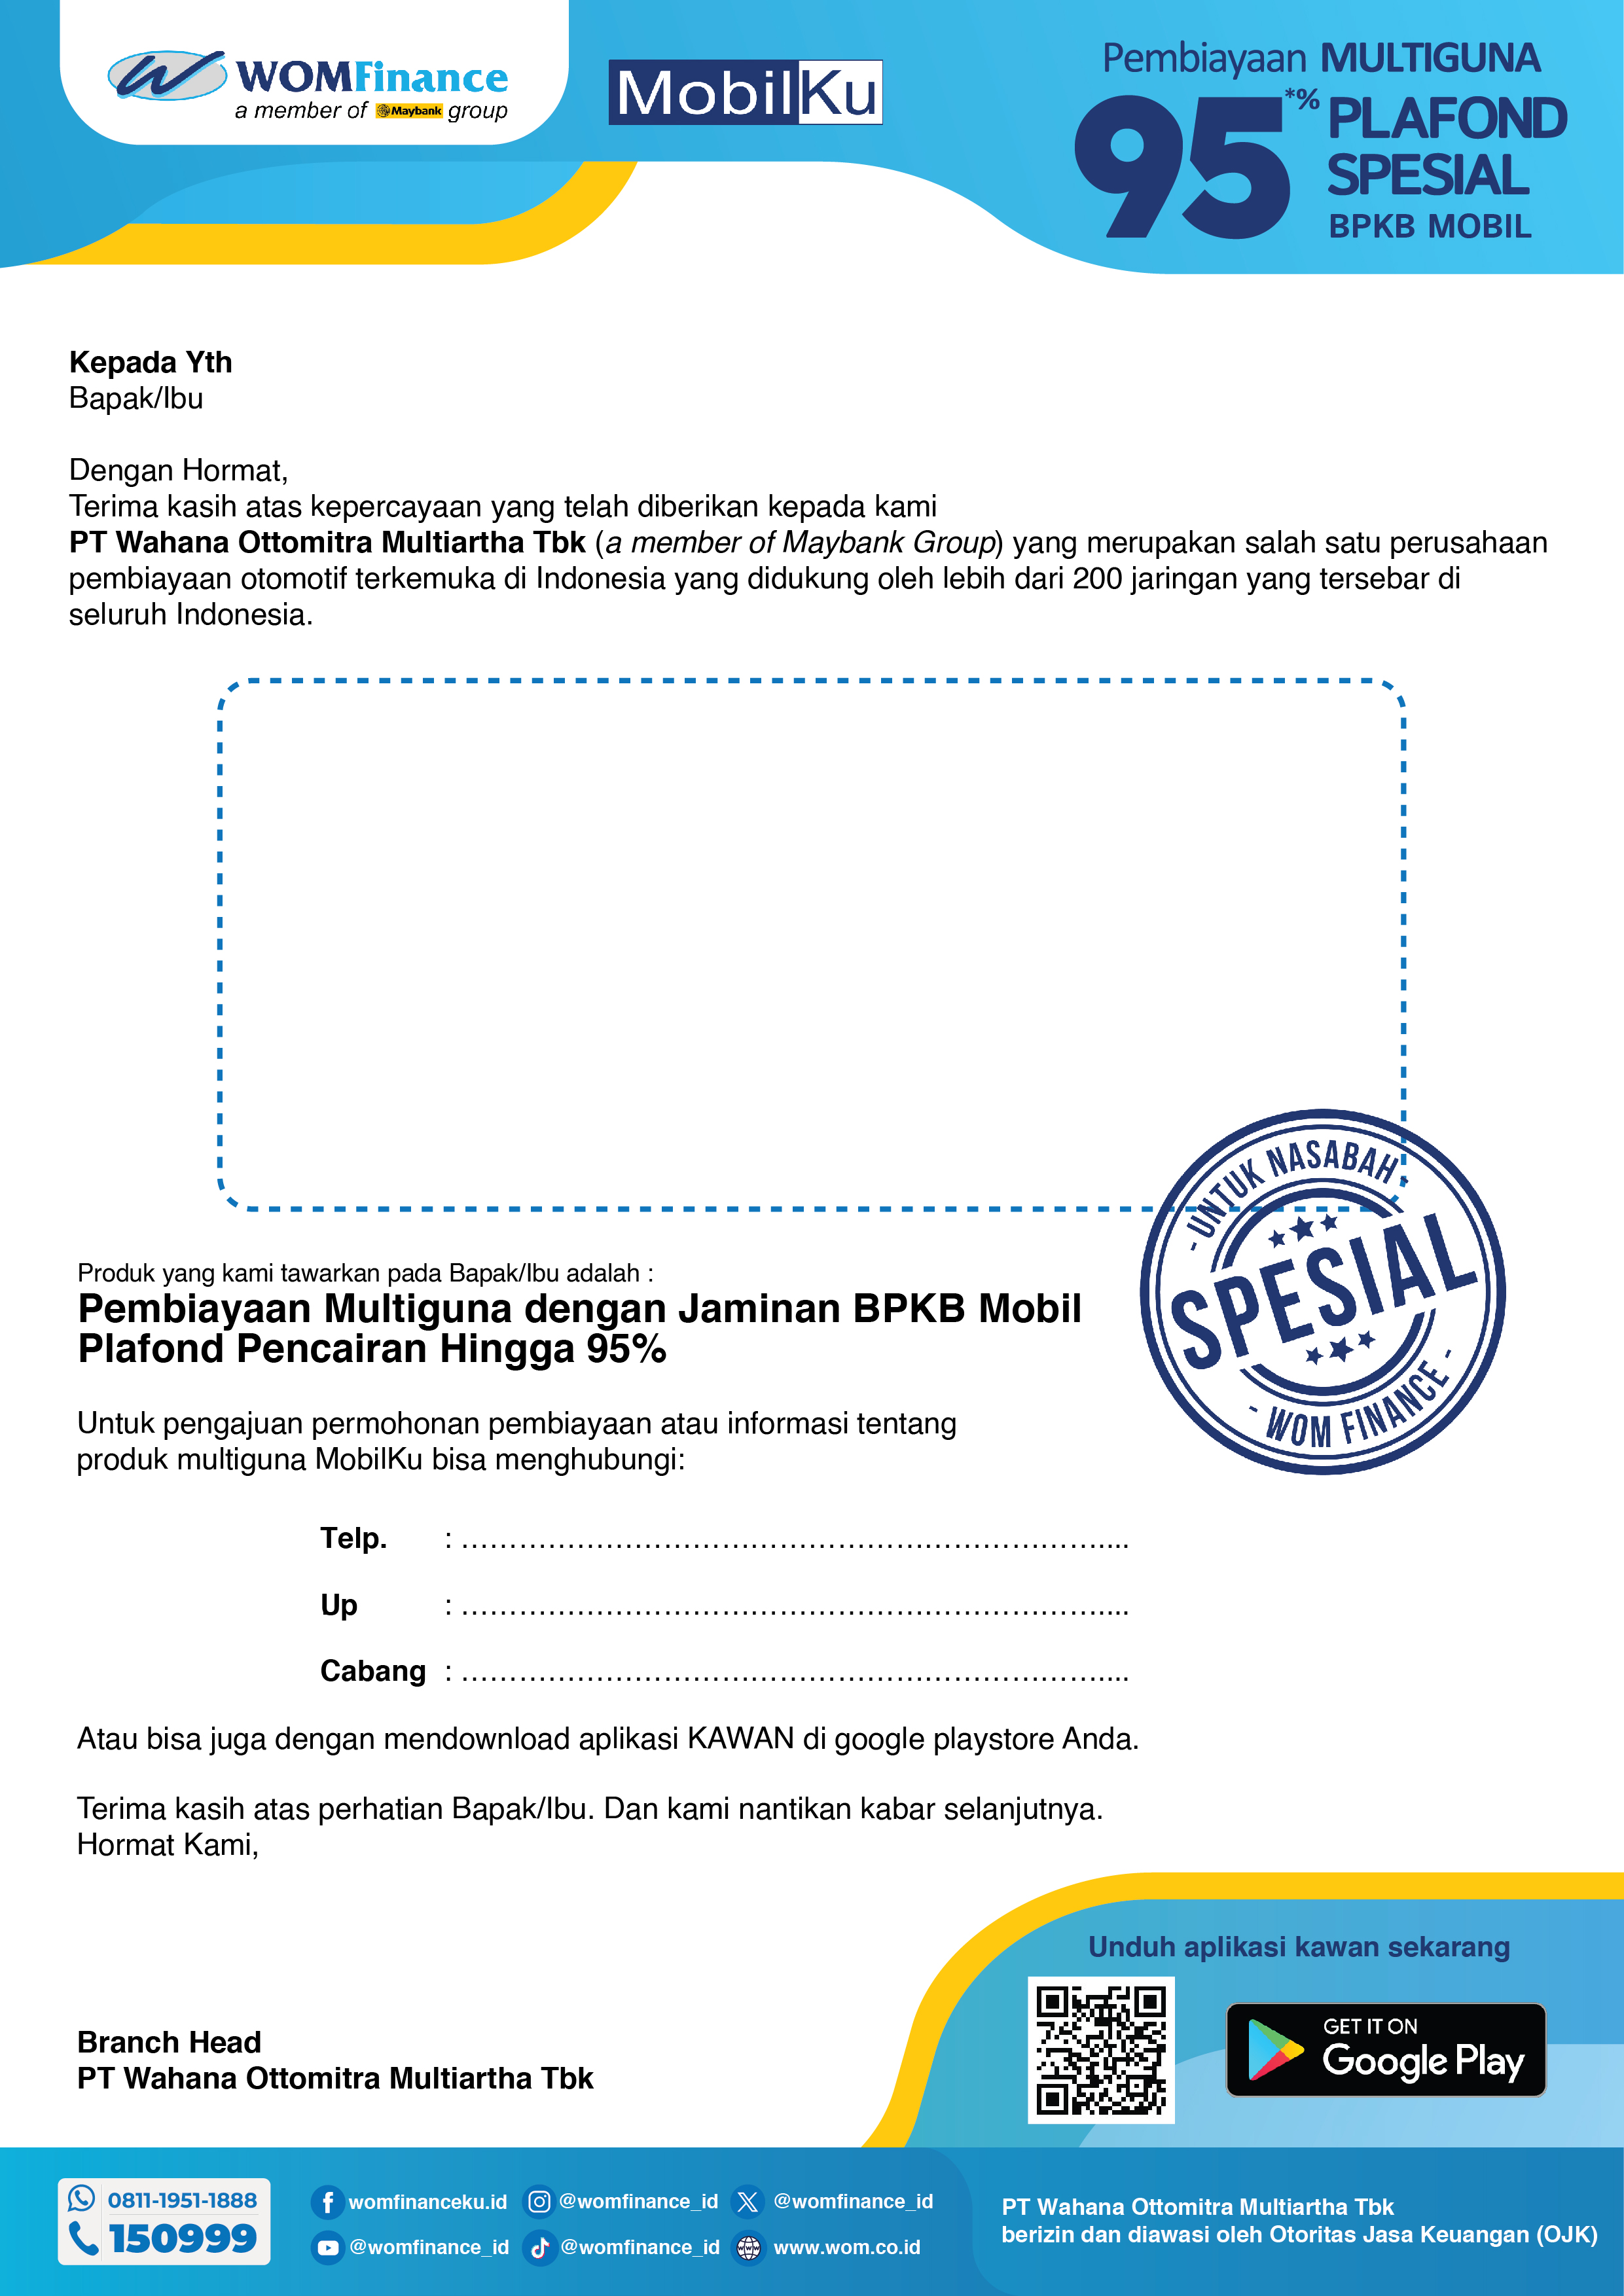 WOMFinance
a member of Maybank group
MobilKu
Pembiayaan MULTIGUNA
95*% PLAFOND
SPESIAL
BPKB MOBIL
Kepada Yth
Bapak/Ibu
Dengan Hormat,
Terima kasih atas kepercayaan yang telah diberikan kepada kami
PT Wahana Ottomitra Multiartha Tbk (a member of Maybank Group) yang merupakan salah satu perusahaan
pembiayaan otomotif terkemuka di Indonesia yang didukung oleh lebih dari 200 jaringan yang tersebar di
seluruh Indonesia.
- UNTUK NASABAH -
SPESIAL
- WOM FINANCE -
Produk yang kami tawarkan pada Bapak/Ibu adalah :
Pembiayaan Multiguna dengan Jaminan BPKB Mobil
Plafond Pencairan Hingga 95%
Untuk pengajuan permohonan pembiayaan atau informasi tentang
produk multiguna MobilKu bisa menghubungi:
Telp. : ……………………………………………………………....
Up : ……………………………………………………………....
Cabang : ……………………………………………………………....
Atau bisa juga dengan mendownload aplikasi KAWAN di google playstore Anda.
Terima kasih atas perhatian Bapak/Ibu. Dan kami nantikan kabar selanjutnya.
Hormat Kami,
Branch Head
PT Wahana Ottomitra Multiartha Tbk
Unduh aplikasi kawan sekarang
GET IT ON
Google Play
0811-1951-1888
150999
womfinanceku.id @womfinance_id @womfinance_id
@womfinance_id @womfinance_id www.wom.co.id
PT Wahana Ottomitra Multiartha Tbk
berizin dan diawasi oleh Otoritas Jasa Keuangan (OJK)